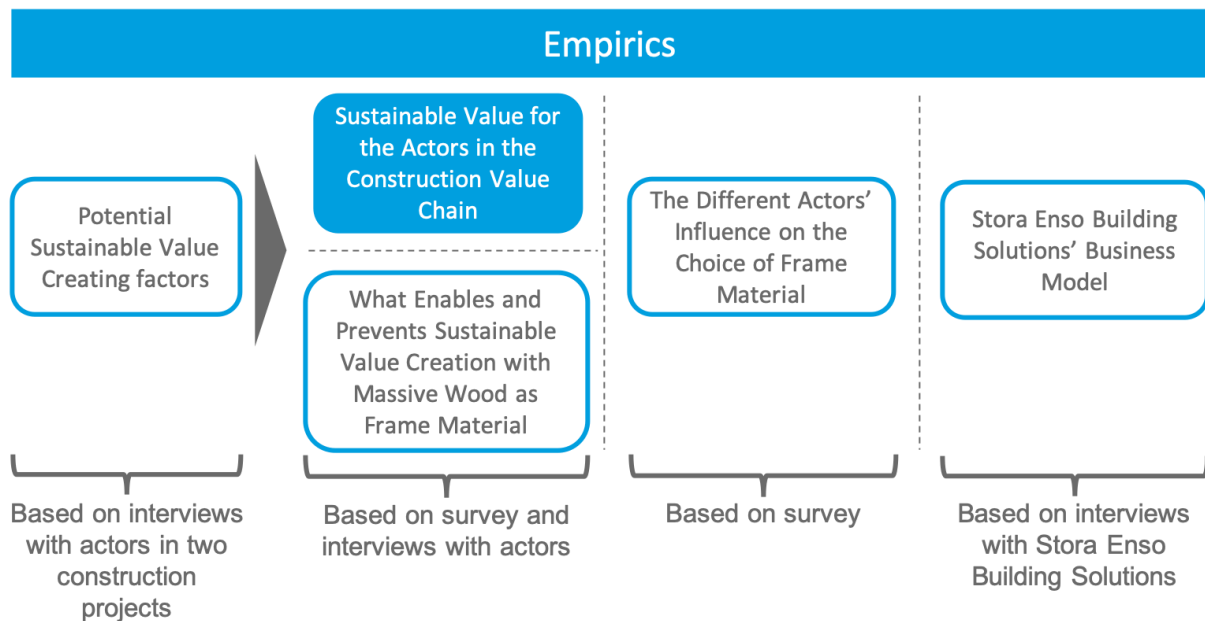 Empirics
Potential
Sustainable Value
Creating factors
Sustainable Value for
the Actors in the
Construction Value
Chain
What Enables and
Prevents Sustainable
Value Creation with
Massive Wood as
Frame Material
The Different Actors’
Influence on the
Choice of Frame
Material
Stora Enso Building
Solutions’ Business
Model
Based on interviews
with actors in two
construction
projects
Based on survey and
interviews with actors
Based on survey
Based on interviews
with Stora Enso
Building Solutions